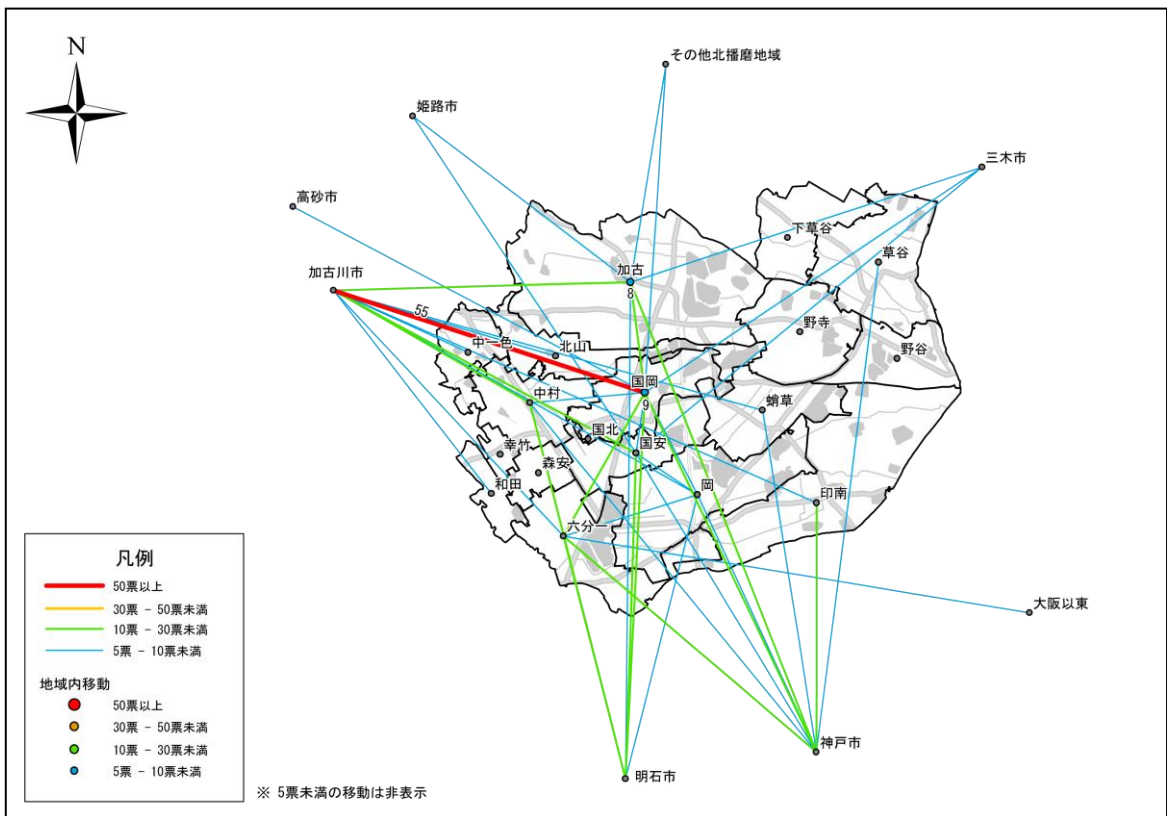 N
その他北播磨地域
姫路市
三木市
高砂市
下草谷
草谷
加古川市
加古
8
55
野寺
中一色
北山
野谷
国岡
9
中村
蛸草
国北
国安
幸竹
森安
和田
岡
印南
六分一
大阪以東
神戸市
明石市
凡例
50票以上
30票 - 50票未満
10票 - 30票未満
5票 - 10票未満
地域内移動
50票以上
30票 - 50票未満
10票 - 30票未満
5票 - 10票未満
※ 5票未満の移動は非表示